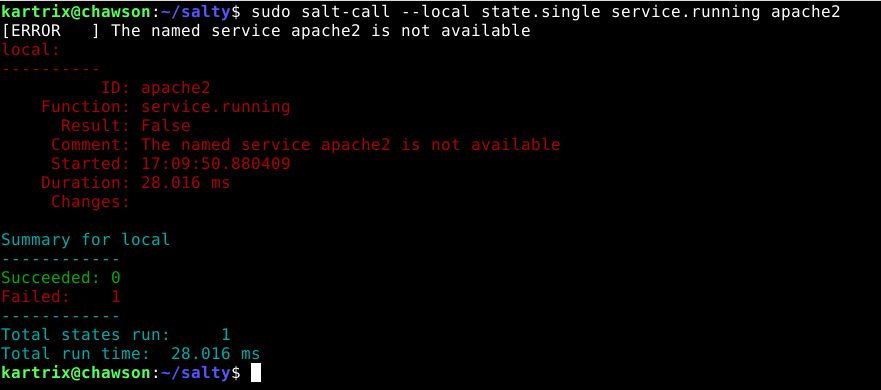 kartrix@chawson:~/salty$ sudo salt-call --local state.single service.running apache2
[ERROR   ] The named service apache2 is not available
local:
----------
          ID: apache2
    Function: service.running
      Result: False
     Comment: The named service apache2 is not available
     Started: 17:09:50.880409
    Duration: 28.016 ms
     Changes:
Summary for local
------------
Succeeded: 0
Failed:    1
------------
Total states run:     1
Total run time:  28.016 ms
kartrix@chawson:~/salty$